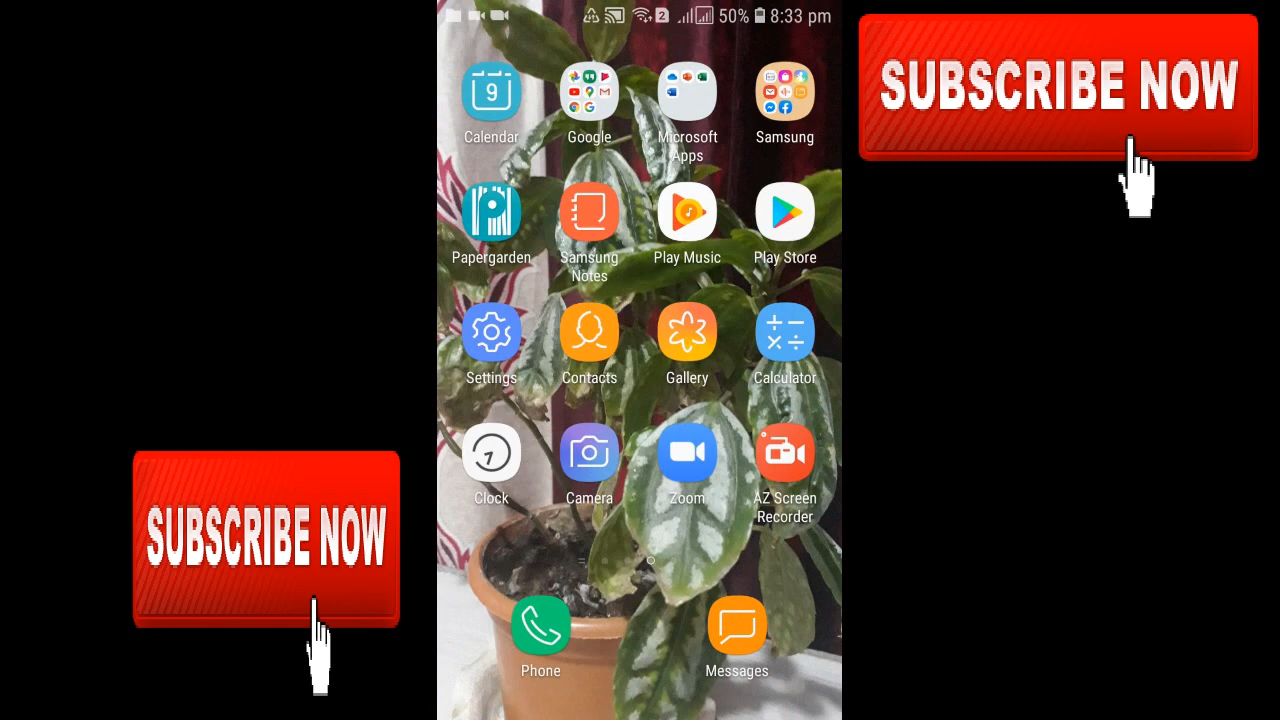 2 50% 8:33 pm
SUBSCRIBE NOW
9
Calendar Google Microsoft Apps Samsung
Papergarden Samsung Notes Play Music Play Store
Settings Contacts Gallery Calculator
Clock Camera Zoom AZ Screen Recorder
SUBSCRIBE NOW
Phone Messages